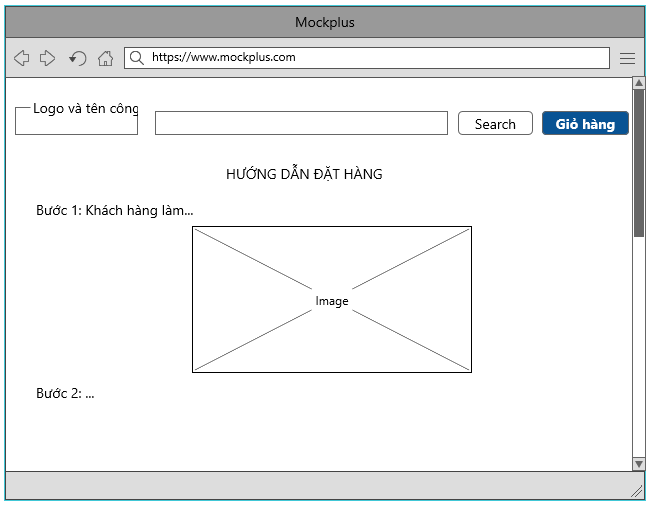 Mockplus
https://www.mockplus.com
Logo và tên công
Search
Giỏ hàng
HƯỚNG DẪN ĐẶT HÀNG
Bước 1: Khách hàng làm...
Image
Bước 2: ...